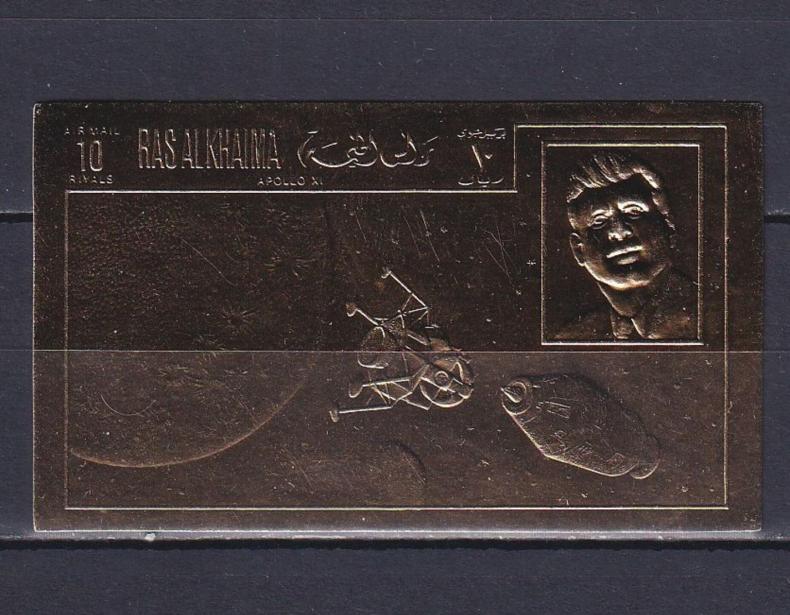 AIR MAIL
10
RIYALS
RAS AL KHAIMA
APOLLO XI
رأس الخيمة
بريد جوي
١٠
ريال